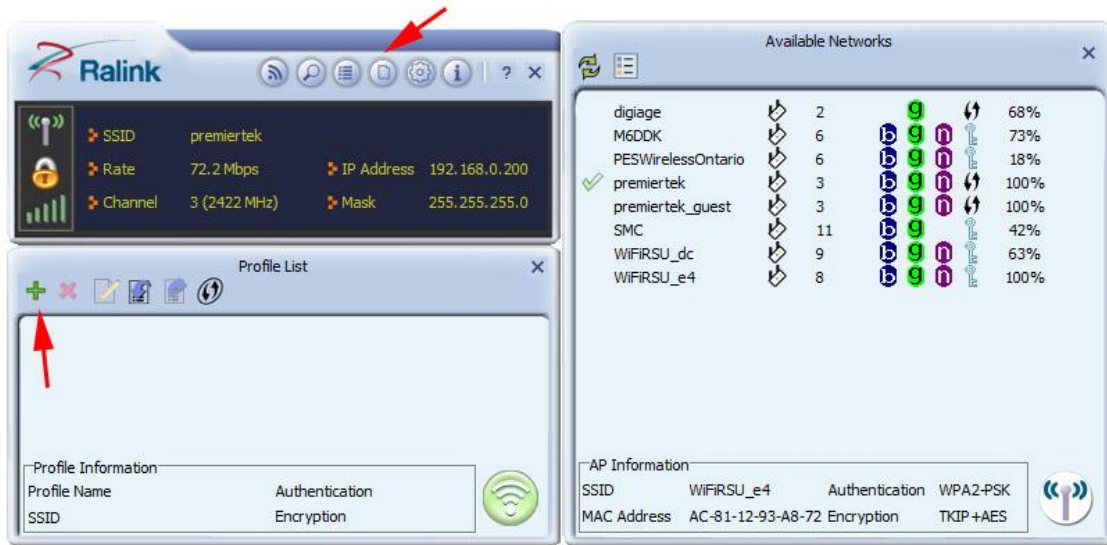 Ralink
? ×
SSID premiertek
Rate 72.2 Mbps IP Address 192.168.0.200
Channel 3 (2422 MHz) Mask 255.255.255.0
Profile List
Profile Information
Profile Name Authentication
SSID Encryption
Available Networks
digiage 2 g 68%
M6DDK 6 b g n 73%
PESWirelessOntario 6 b g n 18%
premiertek 3 b g n 100%
premiertek_guest 3 b g n 100%
SMC 11 b g 42%
WiFiRSU_dc 9 b g n 63%
WiFiRSU_e4 8 b g n 100%
AP Information
SSID WiFiRSU_e4 Authentication WPA2-PSK
MAC Address AC-81-12-93-A8-72 Encryption TKIP+AES